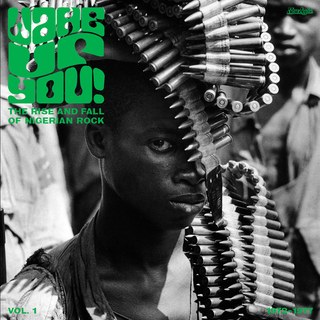 WAKE
UP
YOU!
THE RISE AND FALL
OF NIGERIAN ROCK
VOL. 1